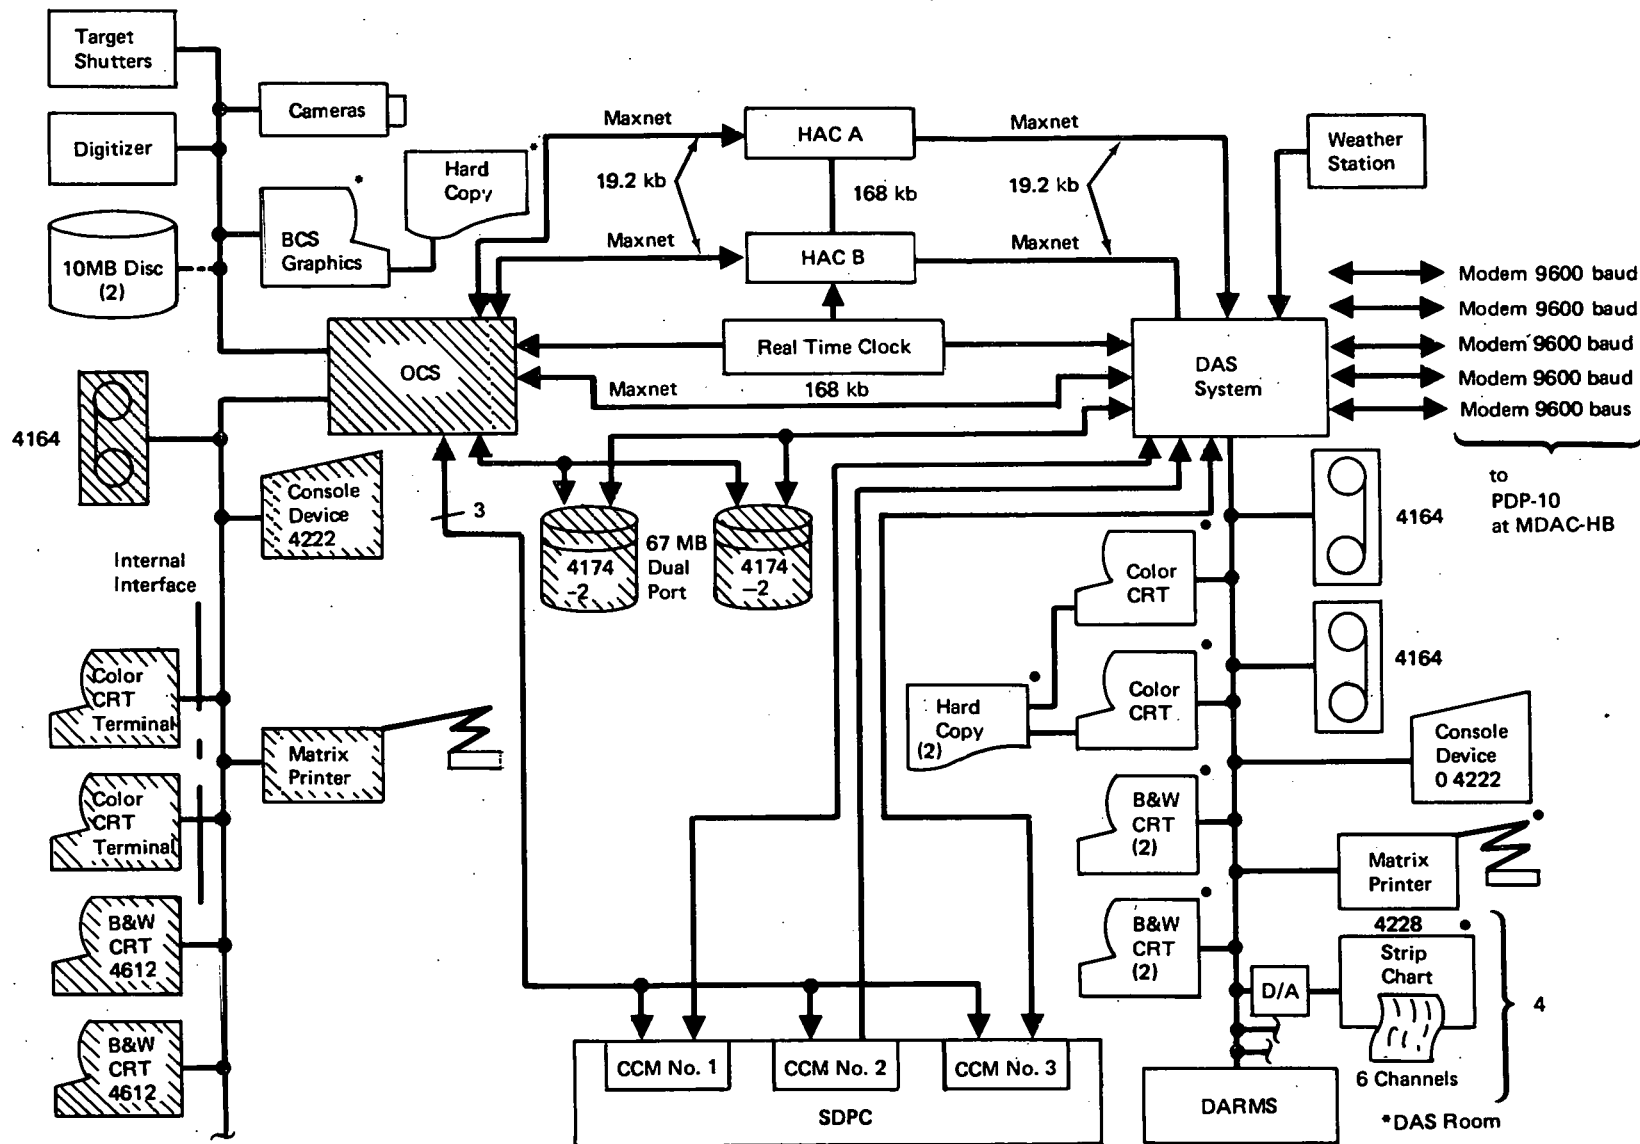 Target
Shutters
Cameras
Digitizer
Hard
Copy
*
BCS
Graphics
*
10MB Disc
(2)
Maxnet
HAC A
Maxnet
19.2 kb
168 kb
19.2 kb
Weather
Station
Maxnet
HAC B
Maxnet
Modem 9600 baud
Modem 9600 baud
Modem 9600 baud
Modem 9600 baud
Modem 9600 baus
to
PDP-10
at MDAC-HB
OCS
Real Time Clock
DAS
System
Maxnet
168 kb
4164
Console
Device
4222
3
4174
-2
67 MB
Dual
Port
4174
-2
4164
Internal
Interface
Color
CRT
Color
CRT
Terminal
Hard
Copy
(2)
Color
CRT
4164
Matrix
Printer
Console
Device
0 4222
Color
CRT
Terminal
B&W
CRT
(2)
Matrix
Printer
4228
B&W
CRT
4612
B&W
CRT
(2)
D/A
Strip
Chart
4
6 Channels
B&W
CRT
4612
CCM No. 1
CCM No. 2
CCM No. 3
SDPC
DARMS
*DAS Room